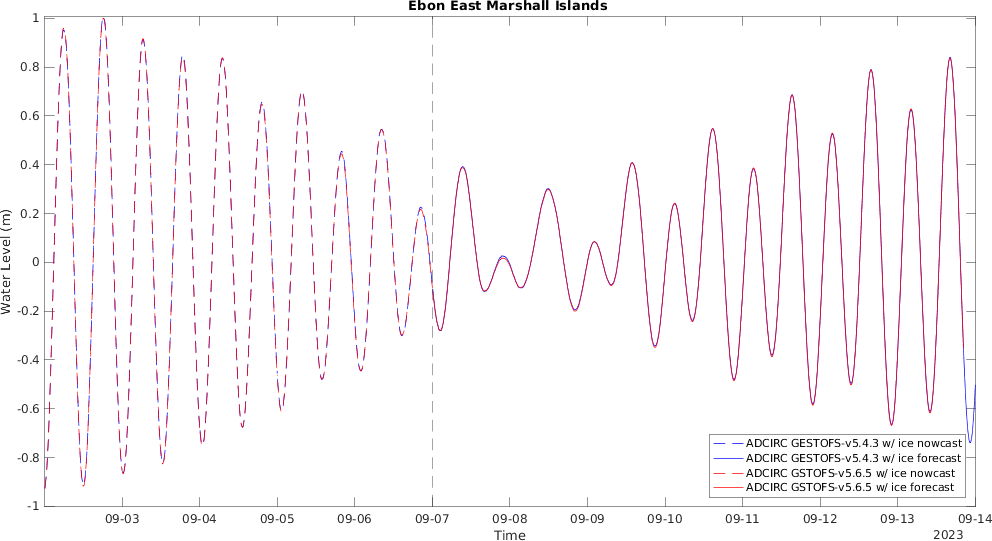 Ebon East Marshall Islands
Water Level (m)
1
0.8
0.6
0.4
0.2
0
-0.2
-0.4
-0.6
-0.8
-1
ADCIRC GESTOFS-v5.4.3 w/ ice nowcast
ADCIRC GESTOFS-v5.4.3 w/ ice forecast
ADCIRC GSTOFS-v5.6.5 w/ ice nowcast
ADCIRC GSTOFS-v5.6.5 w/ ice forecast
09-03 09-04 09-05 09-06 09-07 09-08 09-09 09-10 09-11 09-12 09-13 09-14
Time
2023